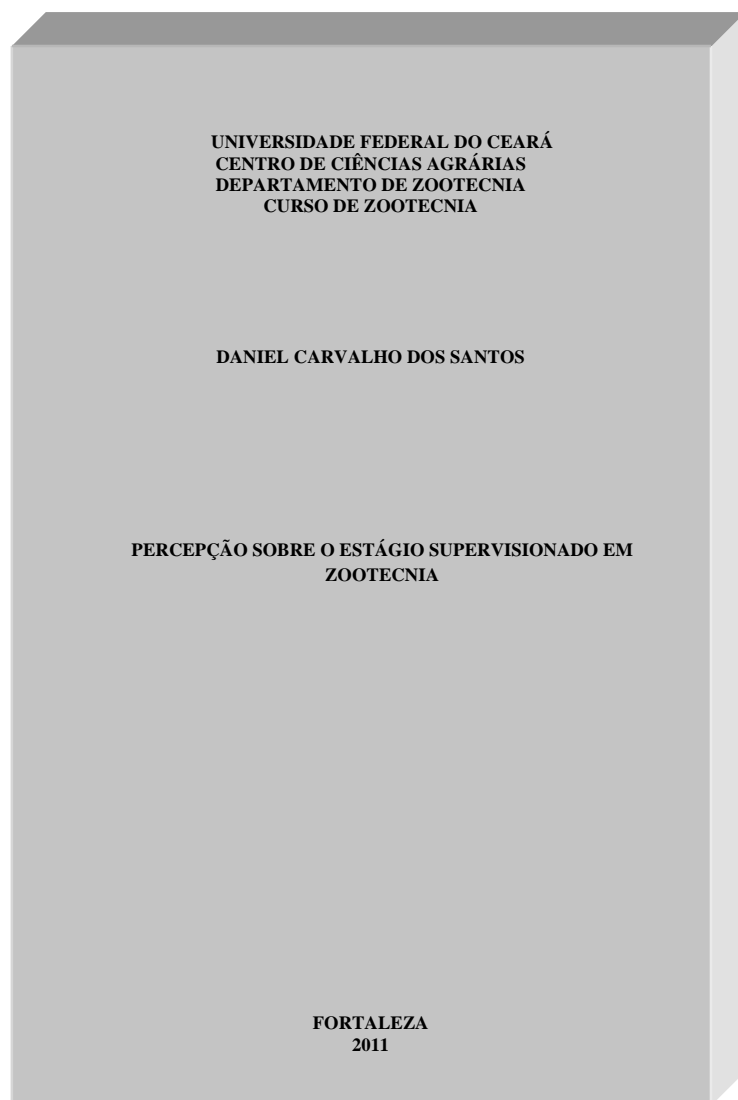 UNIVERSIDADE FEDERAL DO CEARÁ
CENTRO DE CIÊNCIAS AGRÁRIAS
DEPARTAMENTO DE ZOOTECNIA
CURSO DE ZOOTECNIA
DANIEL CARVALHO DOS SANTOS
PERCEPÇÃO SOBRE O ESTÁGIO SUPERVISIONADO EM
ZOOTECNIA
FORTALEZA
2011